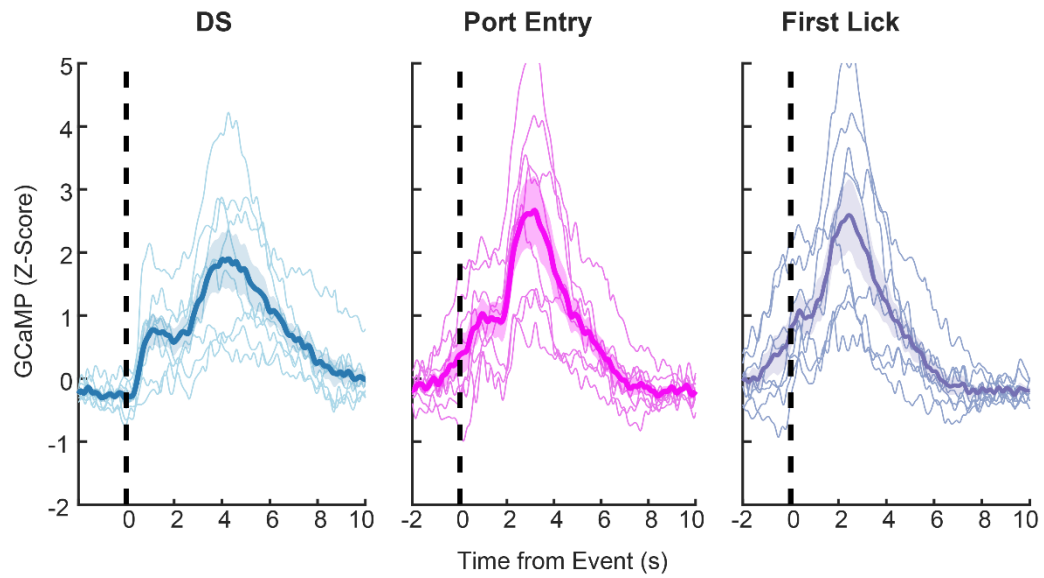 DS Port Entry First Lick
GCaMP (Z-Score)
5
4
3
2
1
0
-1
-2
0 2 4 6 8 10 -2 0 2 4 6 8 10 -2 0 2 4 6 8 10
Time from Event (s)